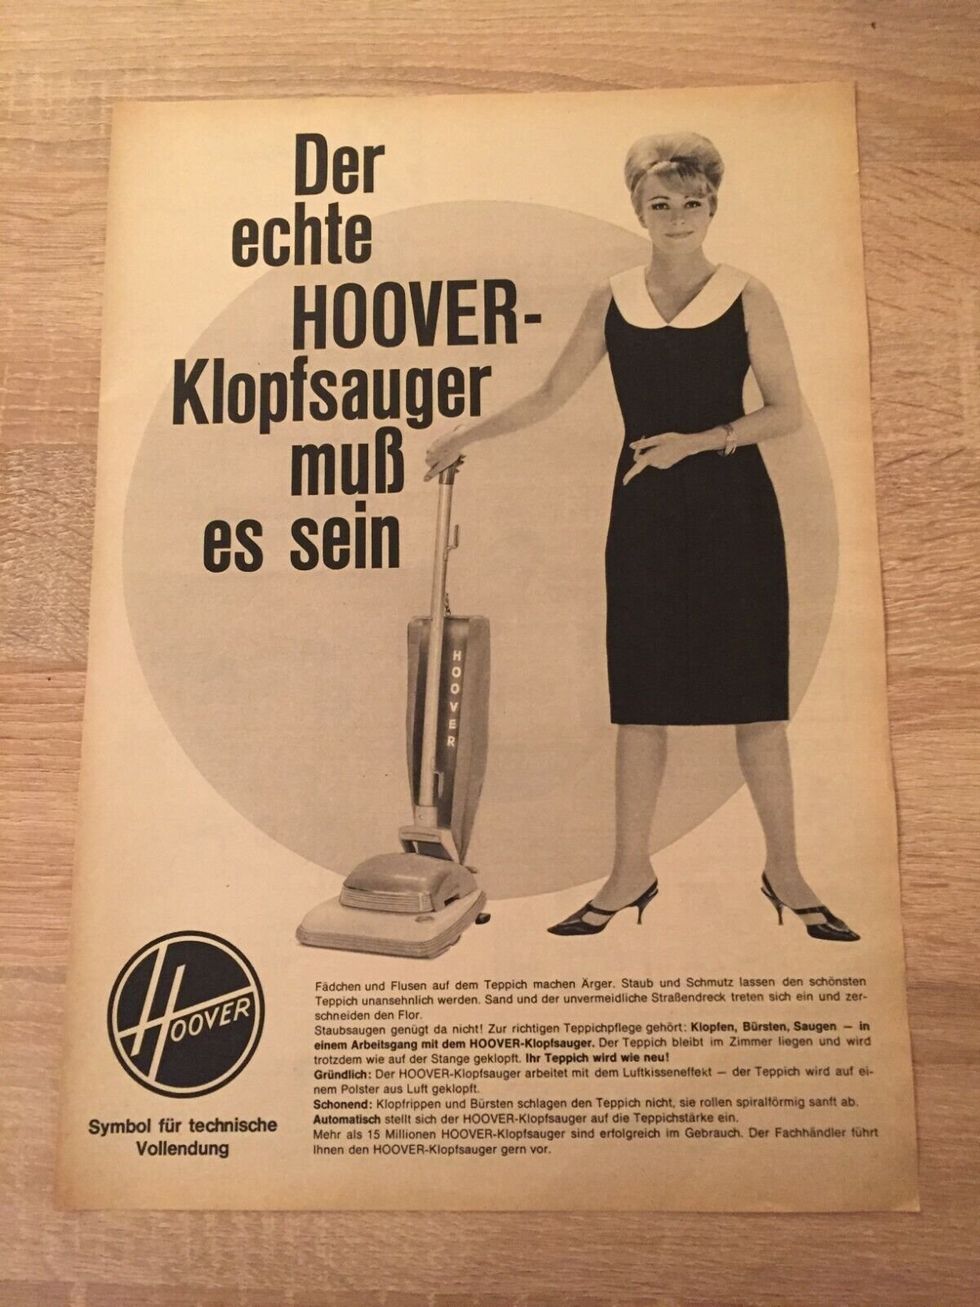 Der
echte
HOOVER-
Klopfsauger
muß
es sein
HOOVER
HOOVER
Symbol für technische
Vollendung
Fädchen und Flusen auf dem Teppich machen Ärger. Staub und Schmutz lassen den schönsten
Teppich unansehnlich werden. Sand und der unvermeidliche Straßendreck treten sich ein und zer-
schneiden den Flor.
Staubsaugen genügt da nicht! Zur richtigen Teppichpflege gehört: Klopfen, Bürsten, Saugen — in
einem Arbeitsgang mit dem HOOVER-Klopfsauger. Der Teppich bleibt im Zimmer liegen und wird
trotzdem wie auf der Stange geklopft. Ihr Teppich wird wie neu!
Gründlich: Der HOOVER-Klopfsauger arbeitet mit dem Luftkisseneffekt — der Teppich wird auf ei-
nem Polster aus Luft geklopft.
Schonend: Klopfrippen und Bürsten schlagen den Teppich nicht, sie rollen spiralförmig sanft ab.
Automatisch stellt sich der HOOVER-Klopfsauger auf die Teppichstärke ein.
Mehr als 15 Millionen HOOVER-Klopfsauger sind erfolgreich im Gebrauch. Der Fachhändler führt
Ihnen den HOOVER-Klopfsauger gern vor.